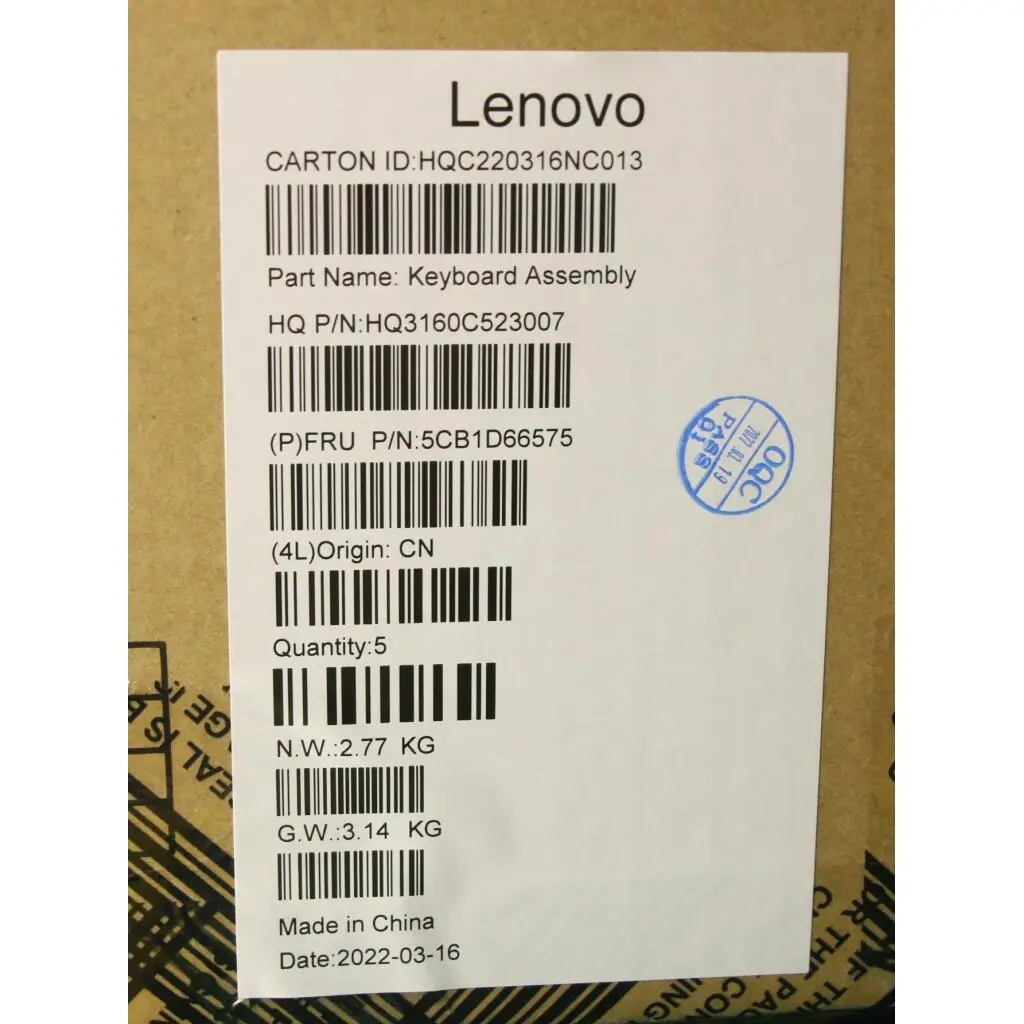 Lenovo
CARTON ID:HQC220316NC013
Part Name: Keyboard Assembly
HQ P/N:HQ3160C523007
(P)FRU P/N:5CB1D66575
(4L)Origin: CN
Quantity:5
N.W.:2.77 KG
G.W.:3.14 KG
Made in China
Date:2022-03-16
OQC
PASS